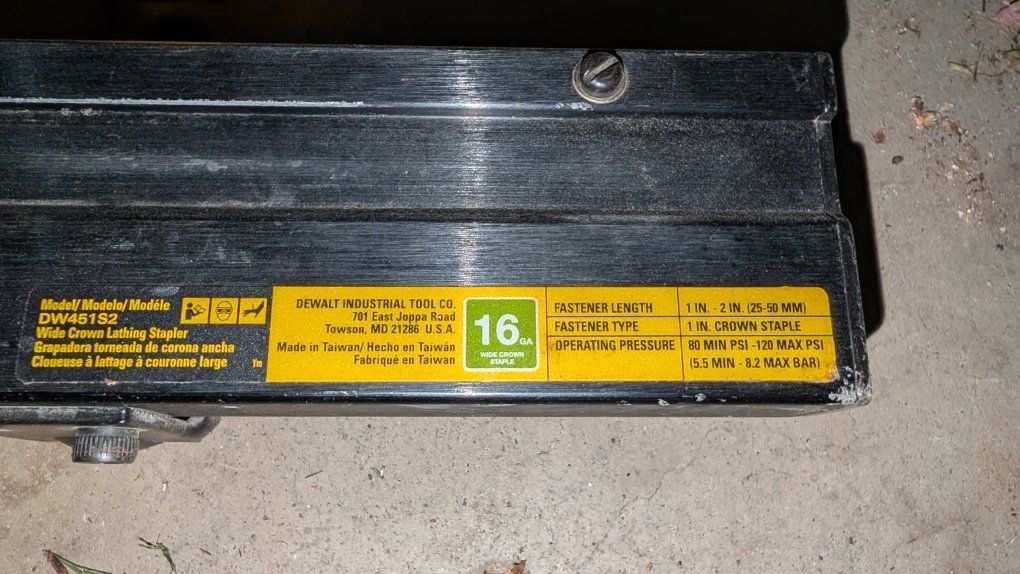 Model/ Modelo/ Modéle
DW451S2
Wide Crown Lathing Stapler
Grapadora torneada de corona ancha
Cloueuse à lattage à couronne large
Ym
DEWALT INDUSTRIAL TOOL CO.
701 East Joppa Road
Towson, MD 21286 U.S.A.
Made in Taiwan/ Hecho en Taiwán
Fabriqué en Taiwan
16 GA
WIDE CROWN
STAPLE
FASTENER LENGTH 1 IN. - 2 IN. (25-50 MM)
FASTENER TYPE 1 IN. CROWN STAPLE
OPERATING PRESSURE 80 MIN PSI -120 MAX PSI
(5.5 MIN - 8.2 MAX BAR)